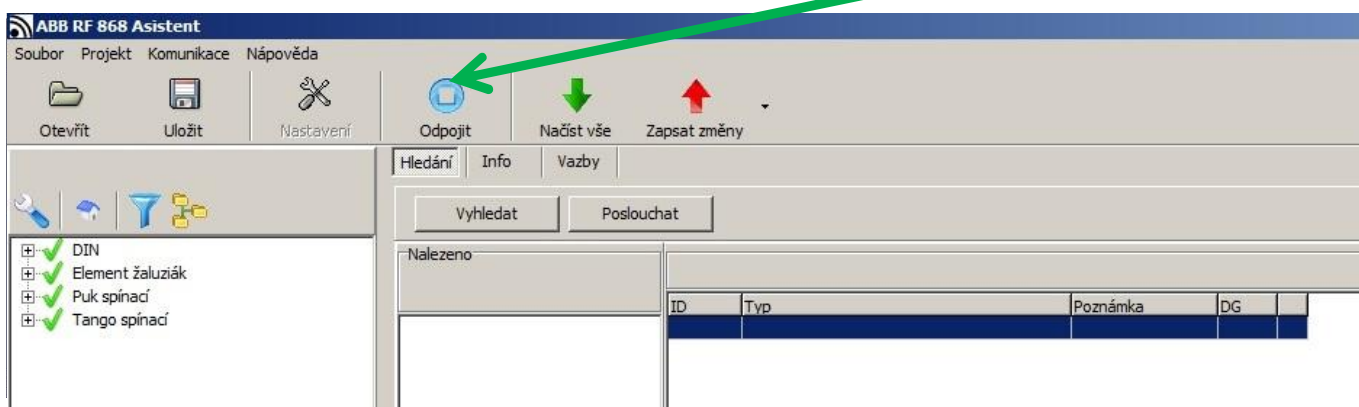 ABB RF 868 Asistent
Soubor Projekt Komunikace Nápověda
Otevřít Uložit Nastavení Odpojit Načíst vše Zapsat změny
Hledání Info Vazby
Vyhledat Poslouchat
DIN
Element žaluziák
Puk spínací
Tango spínací
Nalezeno
ID Typ Poznámka DG